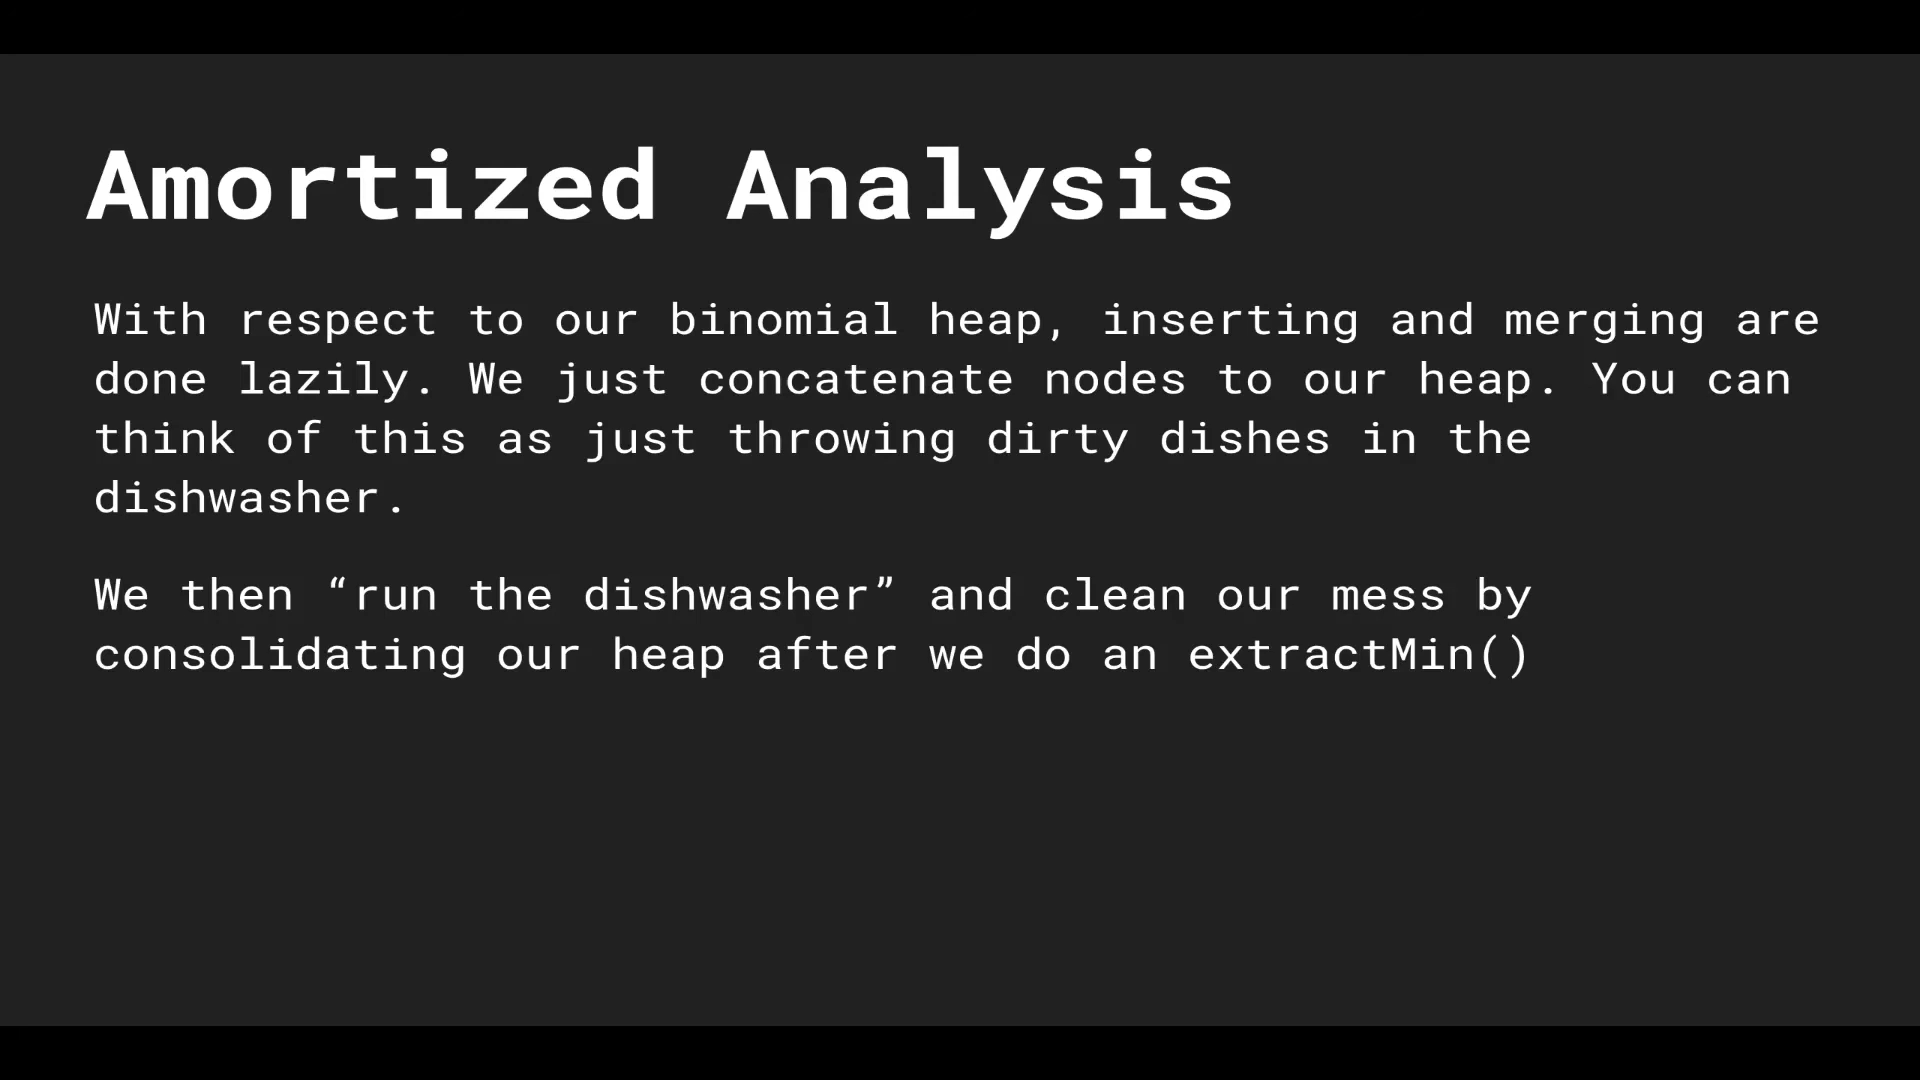 Amortized Analysis
With respect to our binomial heap, inserting and merging are
done lazily. We just concatenate nodes to our heap. You can
think of this as just throwing dirty dishes in the
dishwasher.
We then “run the dishwasher” and clean our mess by
consolidating our heap after we do an extractMin()